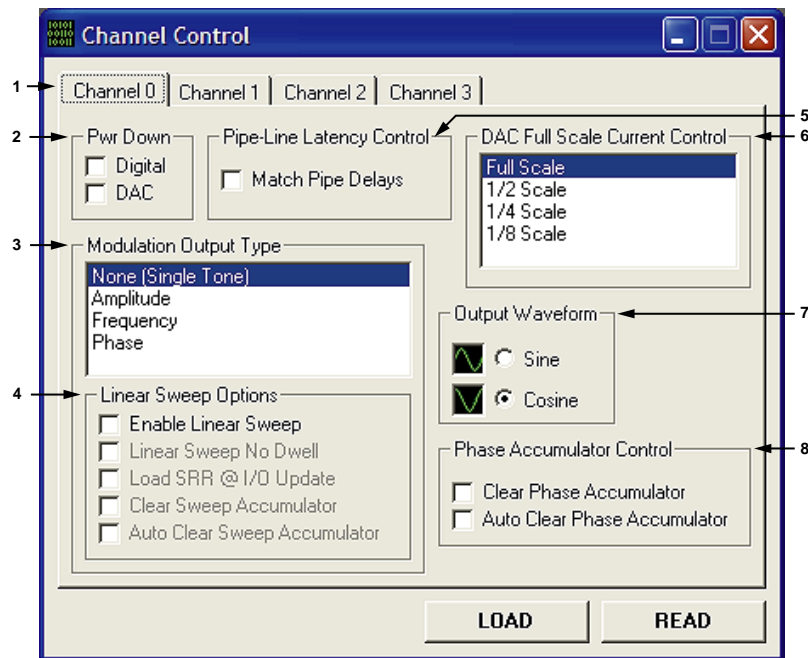 10101
00110
10011
Channel Control
1
Channel 0
Channel 1
Channel 2
Channel 3
2
Pwr Down
Digital
DAC
5
Pipe-Line Latency Control
Match Pipe Delays
6
DAC Full Scale Current Control
Full Scale
1/2 Scale
1/4 Scale
1/8 Scale
3
Modulation Output Type
None (Single Tone)
Amplitude
Frequency
Phase
7
Output Waveform
Sine
Cosine
4
Linear Sweep Options
Enable Linear Sweep
Linear Sweep No Dwell
Load SRR @ I/O Update
Clear Sweep Accumulator
Auto Clear Sweep Accumulator
8
Phase Accumulator Control
Clear Phase Accumulator
Auto Clear Phase Accumulator
LOAD
READ